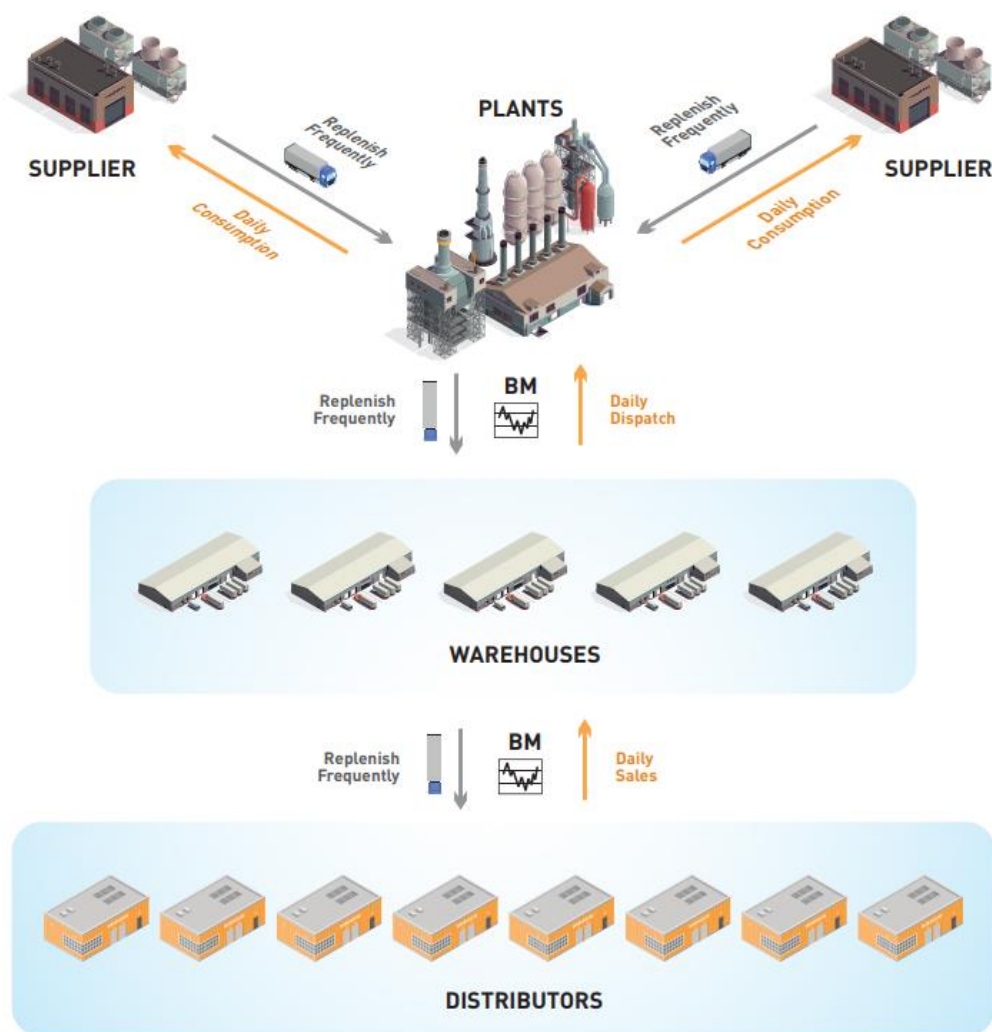 PLANTS
Replenish
Frequently
Replenish
Frequently
SUPPLIER
SUPPLIER
Daily
Consumption
Daily
Consumption
Replenish
Frequently
BM
Daily
Dispatch
WAREHOUSES
Replenish
Frequently
BM
Daily
Sales
DISTRIBUTORS